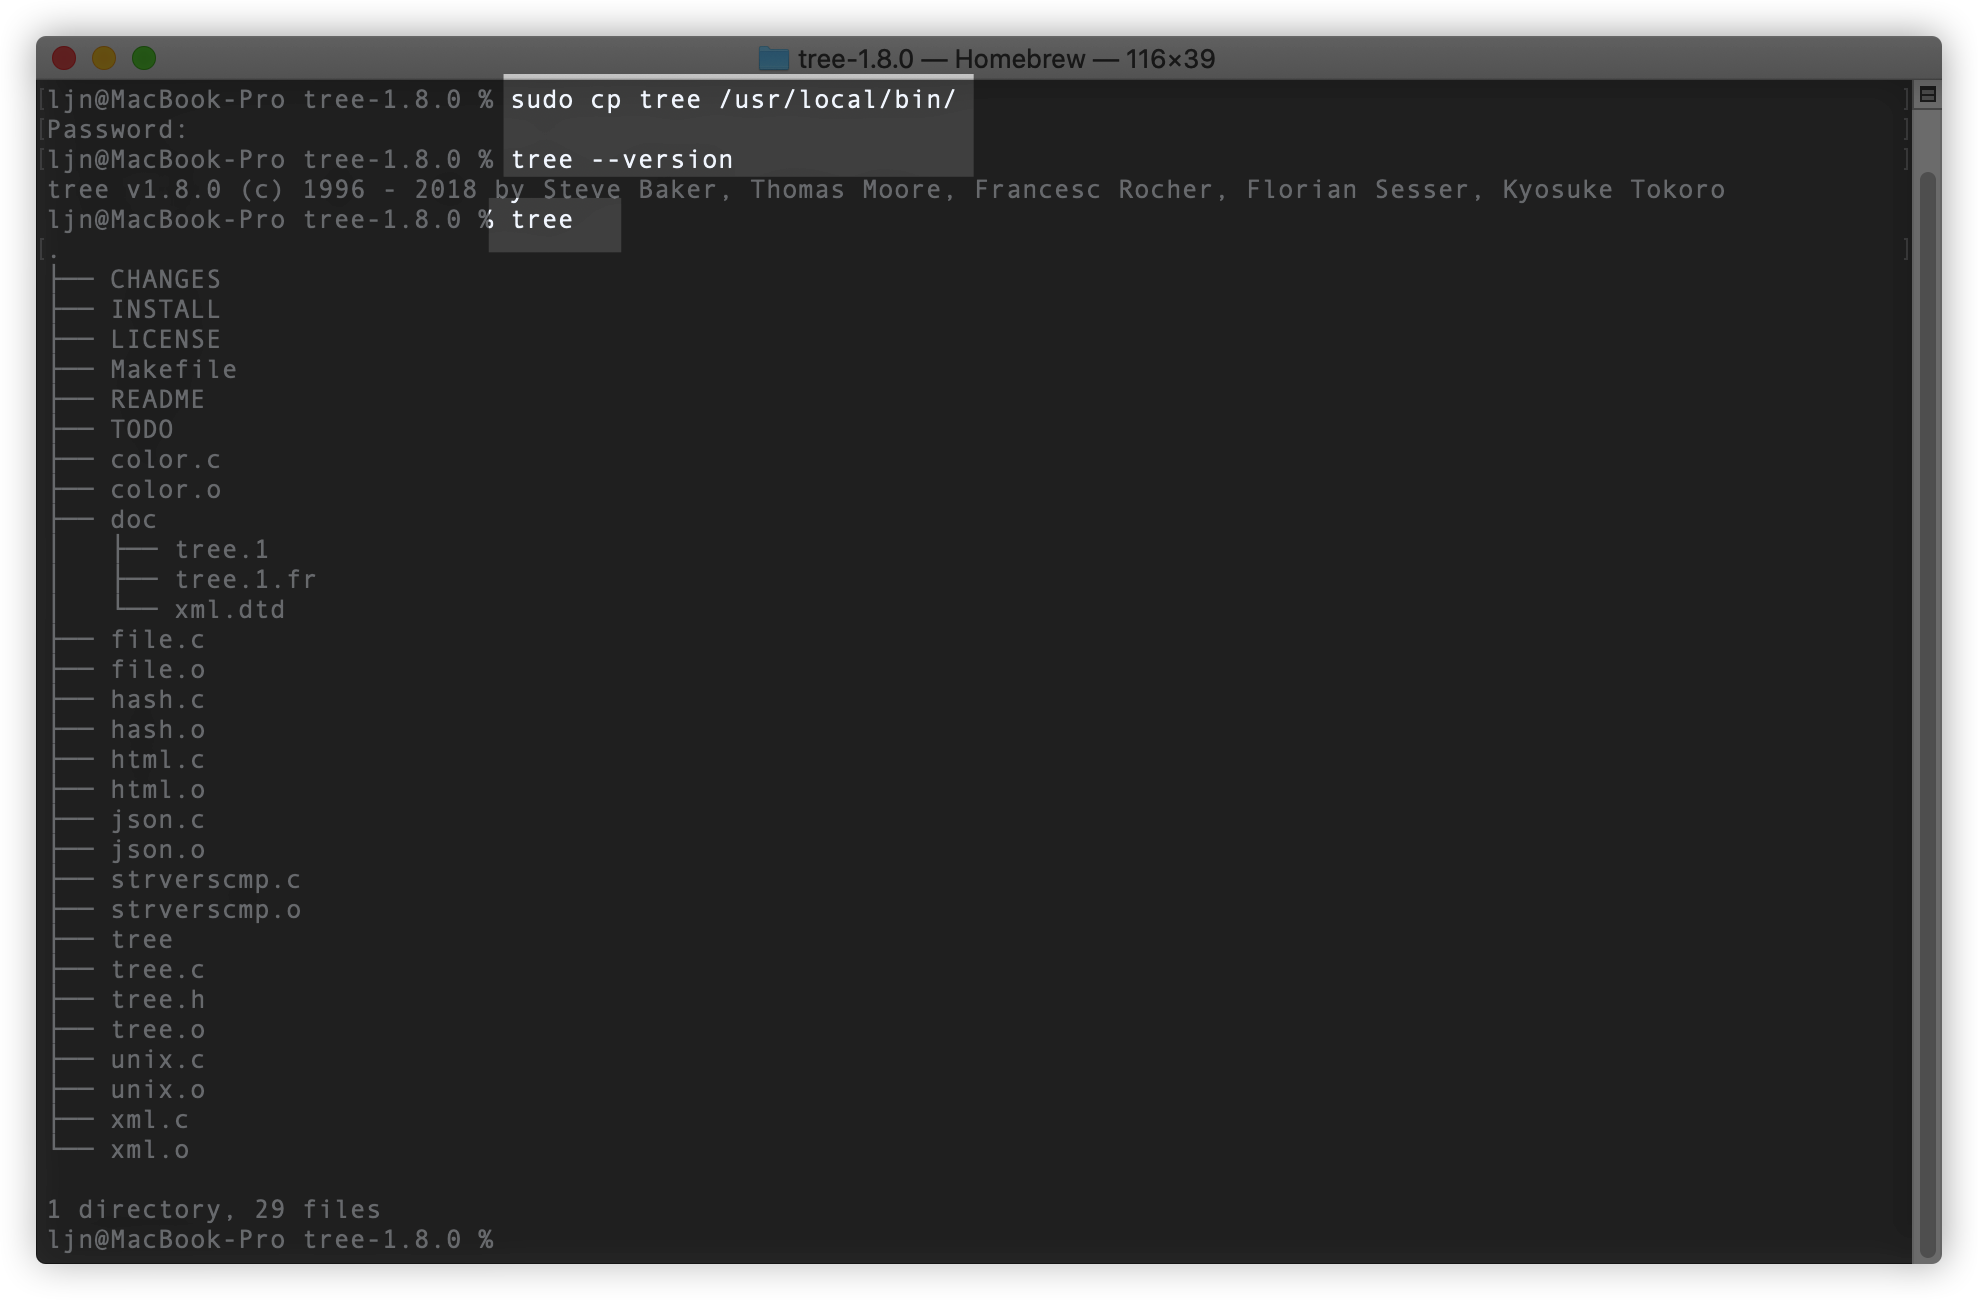 tree-1.8.0 — Homebrew — 116×39
[ljn@MacBook-Pro tree-1.8.0 % sudo cp tree /usr/local/bin/ ]
[Password: ]
[ljn@MacBook-Pro tree-1.8.0 % tree --version ]
tree v1.8.0 (c) 1996 - 2018 by Steve Baker, Thomas Moore, Francesc Rocher, Florian Sesser, Kyosuke Tokoro
ljn@MacBook-Pro tree-1.8.0 % tree
[. ]
├── CHANGES
├── INSTALL
├── LICENSE
├── Makefile
├── README
├── TODO
├── color.c
├── color.o
├── doc
│   ├── tree.1
│   ├── tree.1.fr
│   └── xml.dtd
├── file.c
├── file.o
├── hash.c
├── hash.o
├── html.c
├── html.o
├── json.c
├── json.o
├── strverscmp.c
├── strverscmp.o
├── tree
├── tree.c
├── tree.h
├── tree.o
├── unix.c
├── unix.o
├── xml.c
└── xml.o
1 directory, 29 files
ljn@MacBook-Pro tree-1.8.0 %